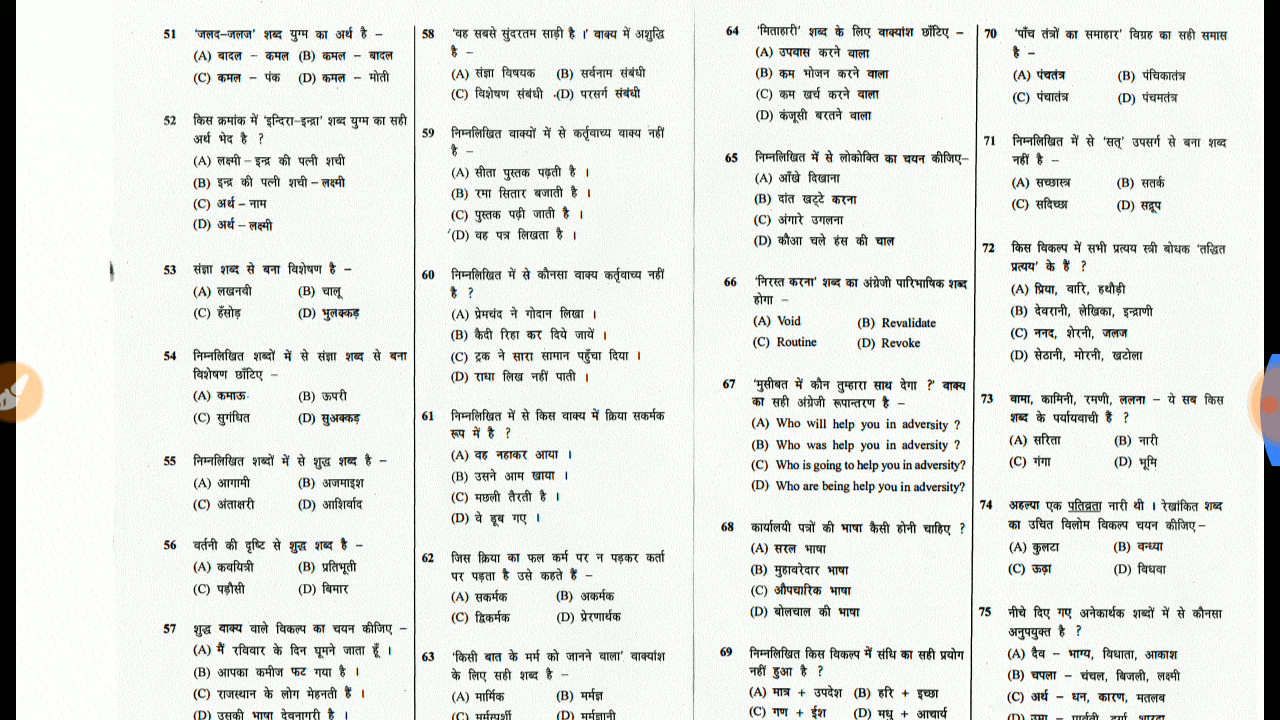 51 'जलद–जलज' शब्द युग्म का अर्थ है –
(A) बादल – कमल (B) कमल – बादल
(C) कमल – पंक (D) कमल – मोती
52 किस क्रमांक में 'इन्दिरा–इन्द्रा' शब्द युग्म का सही
अर्थ भेद है ?
(A) लक्ष्मी – इन्द्र की पत्नी शची
(B) इन्द्र की पत्नी शची – लक्ष्मी
(C) अर्थ – नाम
(D) अर्थ – लक्ष्मी
53 संज्ञा शब्द से बना विशेषण है –
(A) लखनवी (B) चालू
(C) हँसोड़ (D) भुलक्कड़
54 निम्नलिखित शब्दों में से संज्ञा शब्द से बना
विशेषण छाँटिए –
(A) कमाऊ (B) ऊपरी
(C) सुगंधित (D) सुअक्कड़
55 निम्नलिखित शब्दों में से शुद्ध शब्द है –
(A) आगामी (B) अजमाइश
(C) अंताक्षरी (D) आशिर्वाद
56 वर्तनी की दृष्टि से शुद्ध शब्द है –
(A) कवयित्री (B) प्रतिभूती
(C) पड़ौसी (D) बिमार
57 शुद्ध वाक्य वाले विकल्प का चयन कीजिए –
(A) मैं रविवार के दिन घूमने जाता हूँ ।
(B) आपका कमीज फट गया है ।
(C) राजस्थान के लोग मेहनती हैं ।
(D) उसकी भाषा देवनागरी है ।
58 'वह सबसे सुंदरतम साड़ी है ।' वाक्य में अशुद्धि
है –
(A) संज्ञा विषयक (B) सर्वनाम संबंधी
(C) विशेषण संबंधी (D) परसर्ग संबंधी
59 निम्नलिखित वाक्यों में से कर्तृवाच्य वाक्य नहीं
है –
(A) सीता पुस्तक पढ़ती है ।
(B) रमा सितार बजाती है ।
(C) पुस्तक पढ़ी जाती है ।
(D) वह पत्र लिखता है ।
60 निम्नलिखित में से कौनसा वाक्य कर्तृवाच्य नहीं
है ?
(A) प्रेमचंद ने गोदान लिखा ।
(B) कैदी रिहा कर दिये जायें ।
(C) ट्रक ने सारा सामान पहुँचा दिया ।
(D) राधा लिख नहीं पाती ।
61 निम्नलिखित में से किस वाक्य में क्रिया सकर्मक
रूप में है ?
(A) वह नहाकर आया ।
(B) उसने आम खाया ।
(C) मछली तैरती है ।
(D) वे डूब गए ।
62 जिस क्रिया का फल कर्म पर न पड़कर कर्ता
पर पड़ता है उसे कहते हैं –
(A) सकर्मक (B) अकर्मक
(C) द्विकर्मक (D) प्रेरणार्थक
63 'किसी बात के मर्म को जानने वाला' वाक्यांश
के लिए सही शब्द है –
(A) मार्मिक (B) मर्मज्ञ
(C) मर्मस्पर्शी (D) मर्मज्ञानी
64 'मिताहारी' शब्द के लिए वाक्यांश छाँटिए –
(A) उपवास करने वाला
(B) कम भोजन करने वाला
(C) कम खर्च करने वाला
(D) कंजूसी बरतने वाला
65 निम्नलिखित में से लोकोक्ति का चयन कीजिए–
(A) आँखे दिखाना
(B) दांत खट्टे करना
(C) अंगारे उगलना
(D) कौआ चले हंस की चाल
66 'निरस्त करना' शब्द का अंग्रेजी पारिभाषिक शब्द
होगा –
(A) Void (B) Revalidate
(C) Routine (D) Revoke
67 'मुसीबत में कौन तुम्हारा साथ देगा ?' वाक्य
का सही अंग्रेजी रूपान्तरण है –
(A) Who will help you in adversity ?
(B) Who was help you in adversity ?
(C) Who is going to help you in adversity?
(D) Who are being help you in adversity?
68 कार्यालयी पत्रों की भाषा कैसी होनी चाहिए ?
(A) सरल भाषा
(B) मुहावरेदार भाषा
(C) औपचारिक भाषा
(D) बोलचाल की भाषा
69 निम्नलिखित किस विकल्प में संधि का सही प्रयोग
नहीं हुआ है ?
(A) मात्र + उपदेश (B) हरि + इच्छा
(C) गण + ईश (D) मधु + आचार्य
70 'पाँच तंत्रों का समाहार' विग्रह का सही समास
है –
(A) पंचतंत्र (B) पंचिकातंत्र
(C) पंचातंत्र (D) पंचमतंत्र
71 निम्नलिखित में से 'सत्' उपसर्ग से बना शब्द
नहीं है –
(A) सच्छास्त्र (B) सतर्क
(C) सदिच्छा (D) सद्रूप
72 किस विकल्प में सभी प्रत्यय स्त्री बोधक 'तद्धित
प्रत्यय' के हैं ?
(A) प्रिया, वारि, हथौड़ी
(B) देवरानी, लेखिका, इन्द्राणी
(C) ननद, शेरनी, जलज
(D) सेठानी, मोरनी, खटोला
73 वामा, कामिनी, रमणी, ललना – ये सब किस
शब्द के पर्यायवाची हैं ?
(A) सरिता (B) नारी
(C) गंगा (D) भूमि
74 अहल्या एक पतिव्रता नारी थी । रेखांकित शब्द
का उचित विलोम विकल्प चयन कीजिए –
(A) कुलटा (B) वन्ध्या
(C) ऊढ़ा (D) विधवा
75 नीचे दिए गए अनेकार्थक शब्दों में से कौनसा
अनुपयुक्त है ?
(A) दैव – भाग्य, विधाता, आकाश
(B) चपला – चंचल, बिजली, लक्ष्मी
(C) अर्थ – धन, कारण, मतलब
(D) उमा – पार्वती, दुर्गा,